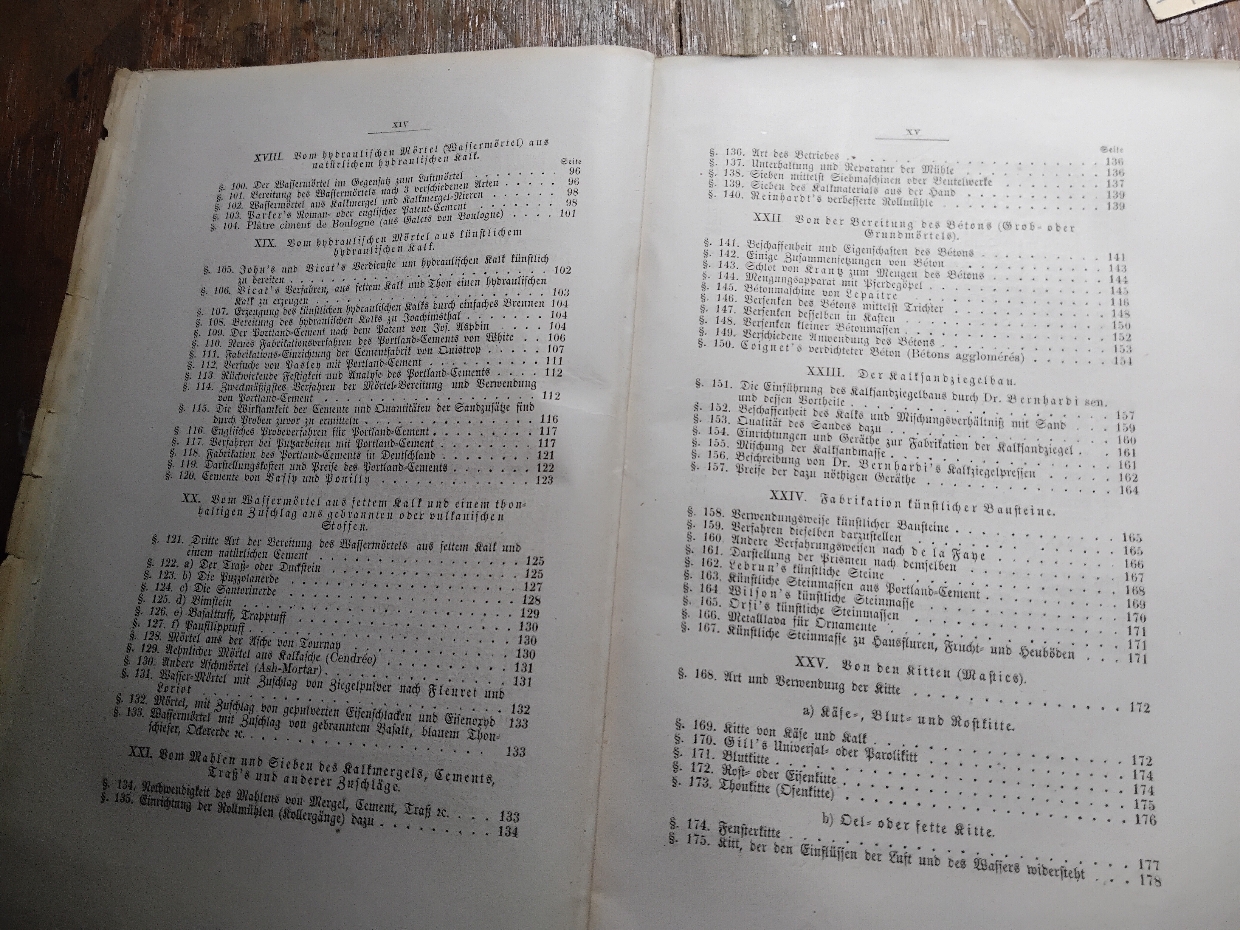 XIV
XVIII. Vom hydraulischen Mörtel (Wassermörtel) aus
natürlichem hydraulischen Kalk.
Seite
§. 100. Der Wassermörtel im Gegensatz zum Luftmörtel . . . . . . 96
§. 101. Bereitung des Wassermörtels nach 3 verschiedenen Arten . . . . . 96
§. 102. Wassermörtel aus Kalkmergel und Kalkmergel-Nieren . . . . . . 98
§. 103. Parker's Roman- oder englischer Patent-Cement . . . . . . 98
§. 104. Plâtre ciment de Boulogne (aus Galets von Boulogne) . . . . 101
XIX. Vom hydraulischen Mörtel aus künstlichem
hydraulischen Kalk.
§. 105. John's und Vicat's Verdienste um hydraulischen Kalk künstlich
zu bereiten . . . . . . 102
§. 106. Vicat's Verfahren, aus fettem Kalk und Thon einen hydraulischen
Kalk zu erzeugen . . . . . . 103
§. 107. Erzeugung des künstlichen hydraulischen Kalks durch einfaches Brennen 104
§. 108. Bereitung des hydraulischen Kalks zu Joachimsthal . . . . . . 104
§. 109. Der Portland-Cement nach dem Patent von Jos. Aspdin . . . . . 104
§. 110. Neues Fabrikationsverfahren des Portland-Cements von White . . . 106
§. 111. Fabrikations-Einrichtung der Cementfabrik von Quistrop . . . . 107
§. 112. Versuche von Pasley mit Portland-Cement . . . . . . 111
§. 113. Rückwirkende Festigkeit und Analyse des Portland-Cements . . . . 112
§. 114. Zweckmäßigstes Verfahren der Mörtel-Bereitung und Verwendung
von Portland-Cement . . . . . . 112
§. 115. Die Wirksamkeit der Cemente und Quantitäten der Sandzusätze sind
durch Proben zuvor zu ermitteln . . . . . . 116
§. 116. Englisches Probeverfahren für Portland-Cement . . . . . . 117
§. 117. Verfahren bei Putzarbeiten mit Portland-Cement . . . . . . 117
§. 118. Fabrikation des Portland-Cements in Deutschland . . . . . . 121
§. 119. Darstellungskosten und Preise des Portland-Cements . . . . . . 122
§. 120. Cemente von Vassy und Pouilly . . . . . . 123
XX. Vom Wassermörtel aus fettem Kalk und einem thon-
haltigen Zuschlag aus gebrannten oder vulkanischen
Stoffen.
§. 121. Dritte Art der Bereitung des Wassermörtels aus fettem Kalk und
einem natürlichen Cement . . . . . . 125
§. 122. a) Der Traß- oder Duckstein . . . . . . 125
§. 123. b) Die Puzzolanerde . . . . . . 127
§. 124. c) Die Santorinerde . . . . . . 128
§. 125. d) Bimstein . . . . . . 129
§. 126. e) Basalttuff, Trapptuff . . . . . . 130
§. 127. f) Pausilipptuff . . . . . . 130
§. 128. Mörtel aus der Asche von Tournay . . . . . . 130
§. 129. Aehnlicher Mörtel aus Kalkasche (Cendrée) . . . . . . 131
§. 130. Andere Aschmörtel (Ash-Mortar) . . . . . . 131
§. 131. Wasser-Mörtel mit Zuschlag von Ziegelpulver nach Fleuret und
Loriot . . . . . . 132
§. 132. Mörtel, mit Zuschlag von gepulverten Eisenschlacken und Eisenoxyd 133
§. 133. Wassermörtel mit Zuschlag von gebranntem Basalt, blauem Thon-
schiefer, Ockererde ꝛc. . . . . . . 133
XXI. Vom Mahlen und Sieben des Kalkmergels, Cements,
Traß's und anderer Zuschläge.
§. 134. Nothwendigkeit des Mahlens von Mergel, Cement, Traß ꝛc. . . . . 133
§. 135. Einrichtung der Rollmühlen (Kollergänge) dazu . . . . . . 134
XV
Seite
§. 136. Art des Betriebes . . . . . . 136
§. 137. Unterhaltung und Reparatur der Mühle . . . . . . 136
§. 138. Sieben mittelst Siebmaschinen oder Beutelwerke . . . . . . 137
§. 139. Sieben des Kalkmaterials aus der Hand . . . . . . 139
§. 140. Reinhardt's verbesserte Rollmühle . . . . . . 139
XXII Von der Bereitung des Bétons (Grob- oder
Grundmörtels).
§. 141. Beschaffenheit und Eigenschaften des Bétons . . . . . . 141
§. 142. Einige Zusammensetzungen von Béton . . . . . . 143
§. 143. Schlot von Krantz zum Mengen des Bétons . . . . . . 144
§. 144. Mengungsapparat mit Pferdegöpel . . . . . . 145
§. 145. Bétonmaschine von Lepaitre . . . . . . 146
§. 146. Versenken des Bétons mittelst Trichter . . . . . . 148
§. 147. Versenken desselben in Kasten . . . . . . 150
§. 148. Versenken kleiner Bétonmassen . . . . . . 152
§. 149. Verschiedene Anwendung des Bétons . . . . . . 153
§. 150. Coignet's verdichteter Béton (Bétons agglomérés) . . . . 154
XXIII. Der Kalksandziegelbau.
§. 151. Die Einführung des Kalksandziegelbaus durch Dr. Bernhardi sen.
und dessen Vortheile . . . . . . 157
§. 152. Beschaffenheit des Kalks und Mischungsverhältniß mit Sand . . . 159
§. 153. Qualität des Sandes dazu . . . . . . 160
§. 154. Einrichtungen und Geräthe zur Fabrikation der Kalksandziegel . . 161
§. 155. Mischung der Kalksandmasse . . . . . . 161
§. 156. Beschreibung von Dr. Bernhardi's Kalkziegelpressen . . . . 162
§. 157. Preise der dazu nöthigen Geräthe . . . . . . 164
XXIV. Fabrikation künstlicher Bausteine.
§. 158. Verwendungsweise künstlicher Bausteine . . . . . . 165
§. 159. Verfahren dieselben darzustellen . . . . . . 165
§. 160. Andere Verfahrungsweisen nach de la Faye . . . . . . 166
§. 161. Darstellung der Prismen nach demselben . . . . . . 167
§. 162. Lebrun's künstliche Steine . . . . . . 168
§. 163. Künstliche Steinmassen aus Portland-Cement . . . . . . 169
§. 164 Wilson's künstliche Steinmasse . . . . . . 170
§. 165. Orsi's künstliche Steinmassen . . . . . . 171
§. 166. Metalllava für Ornamente . . . . . . 171
§. 167. Künstliche Steinmasse zu Hausfluren, Frucht- und Heuböden . . . 171
XXV. Von den Kitten (Mastics).
§. 168. Art und Verwendung der Kitte . . . . . . 172
a) Käse-, Blut- und Rostkitte.
§. 169. Kitte von Käse und Kalk . . . . . . 172
§. 170. Gill's Universal- oder Parolikitt . . . . . . 174
§. 171. Blutkitte . . . . . . 174
§. 172. Rost- oder Eisenkitte . . . . . . 175
§. 173. Thonkitte (Ofenkitte) . . . . . . 176
b) Oel- oder fette Kitte.
§. 174. Fensterkitte . . . . . . 177
§. 175. Kitt, der den Einflüssen der Luft und des Wassers widersteht . . . 178